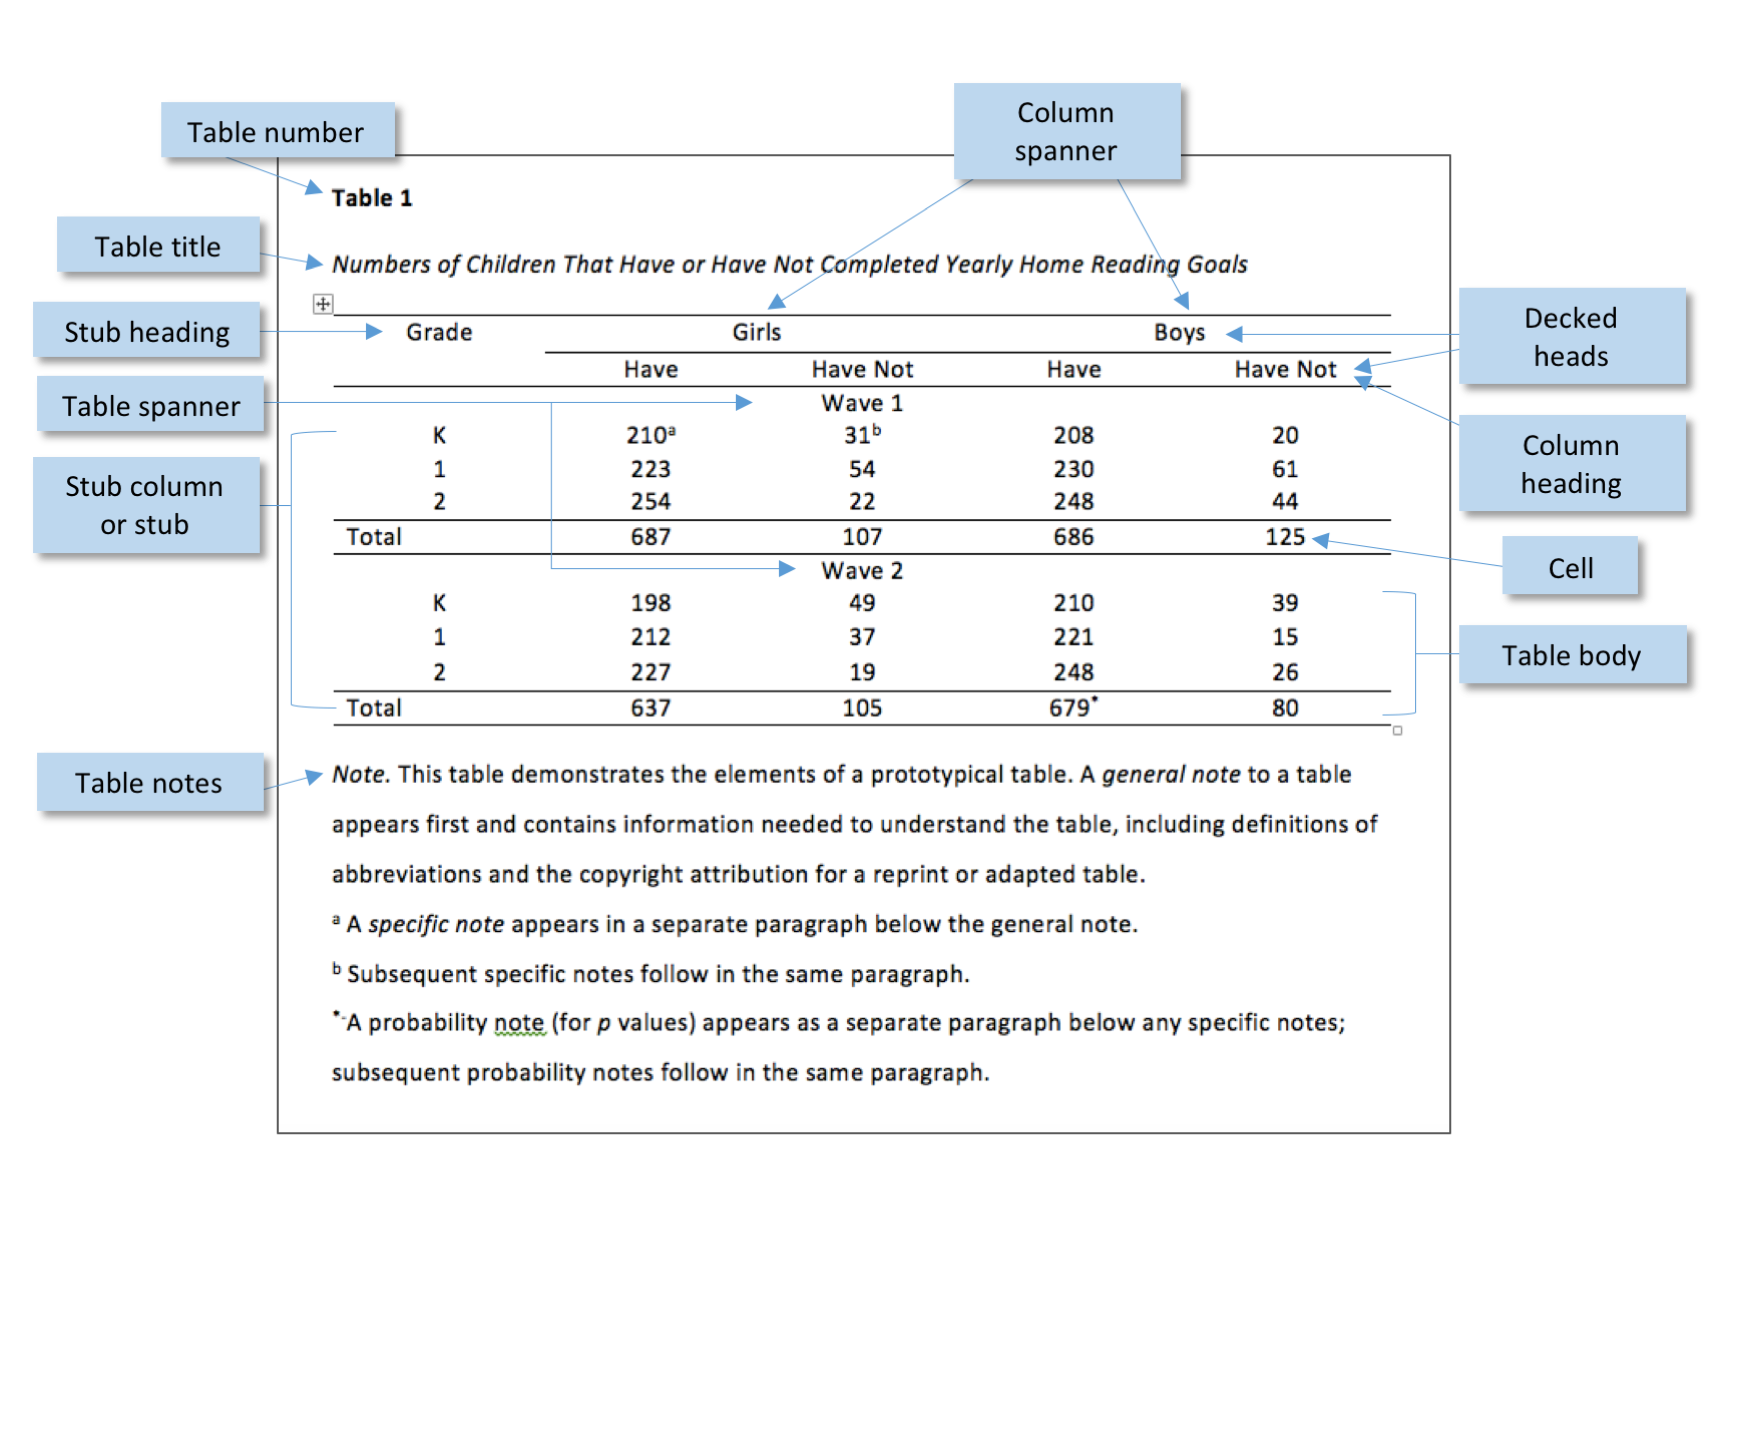 Table number
Column
spanner
Table 1
Table title
Numbers of Children That Have or Have Not Completed Yearly Home Reading Goals
Stub heading
Grade Girls Boys
Decked
heads
Have Have Not Have Have Not
Table spanner
Wave 1
K 210ᵃ 31ᵇ 208 20
Column
heading
1 223 54 230 61
Stub column
or stub
2 254 22 248 44
Total 687 107 686 125
Cell
Wave 2
K 198 49 210 39
1 212 37 221 15
Table body
2 227 19 248 26
Total 637 105 679* 80
Table notes
Note. This table demonstrates the elements of a prototypical table. A general note to a table
appears first and contains information needed to understand the table, including definitions of
abbreviations and the copyright attribution for a reprint or adapted table.
ᵃ A specific note appears in a separate paragraph below the general note.
ᵇ Subsequent specific notes follow in the same paragraph.
*-A probability note (for p values) appears as a separate paragraph below any specific notes;
subsequent probability notes follow in the same paragraph.